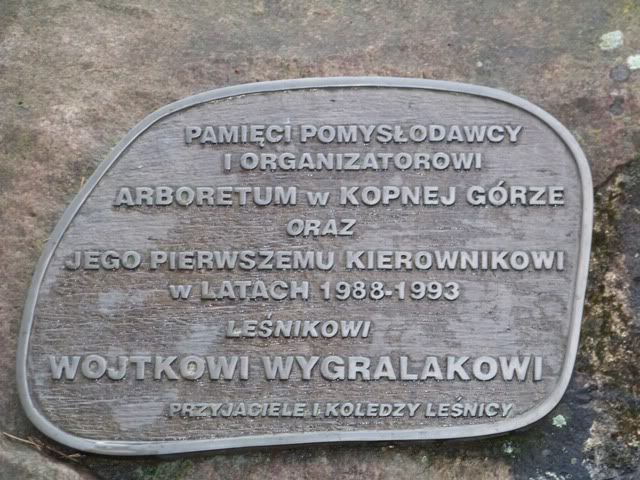 PAMIĘCI POMYSŁODAWCY
I ORGANIZATOROWI
ARBORETUM w KOPNEJ GÓRZE
ORAZ
JEGO PIERWSZEMU KIEROWNIKOWI
w LATACH 1988-1993
LEŚNIKOWI
WOJTKOWI WYGRALAKOWI
PRZYJACIELE I KOLEDZY LEŚNICY